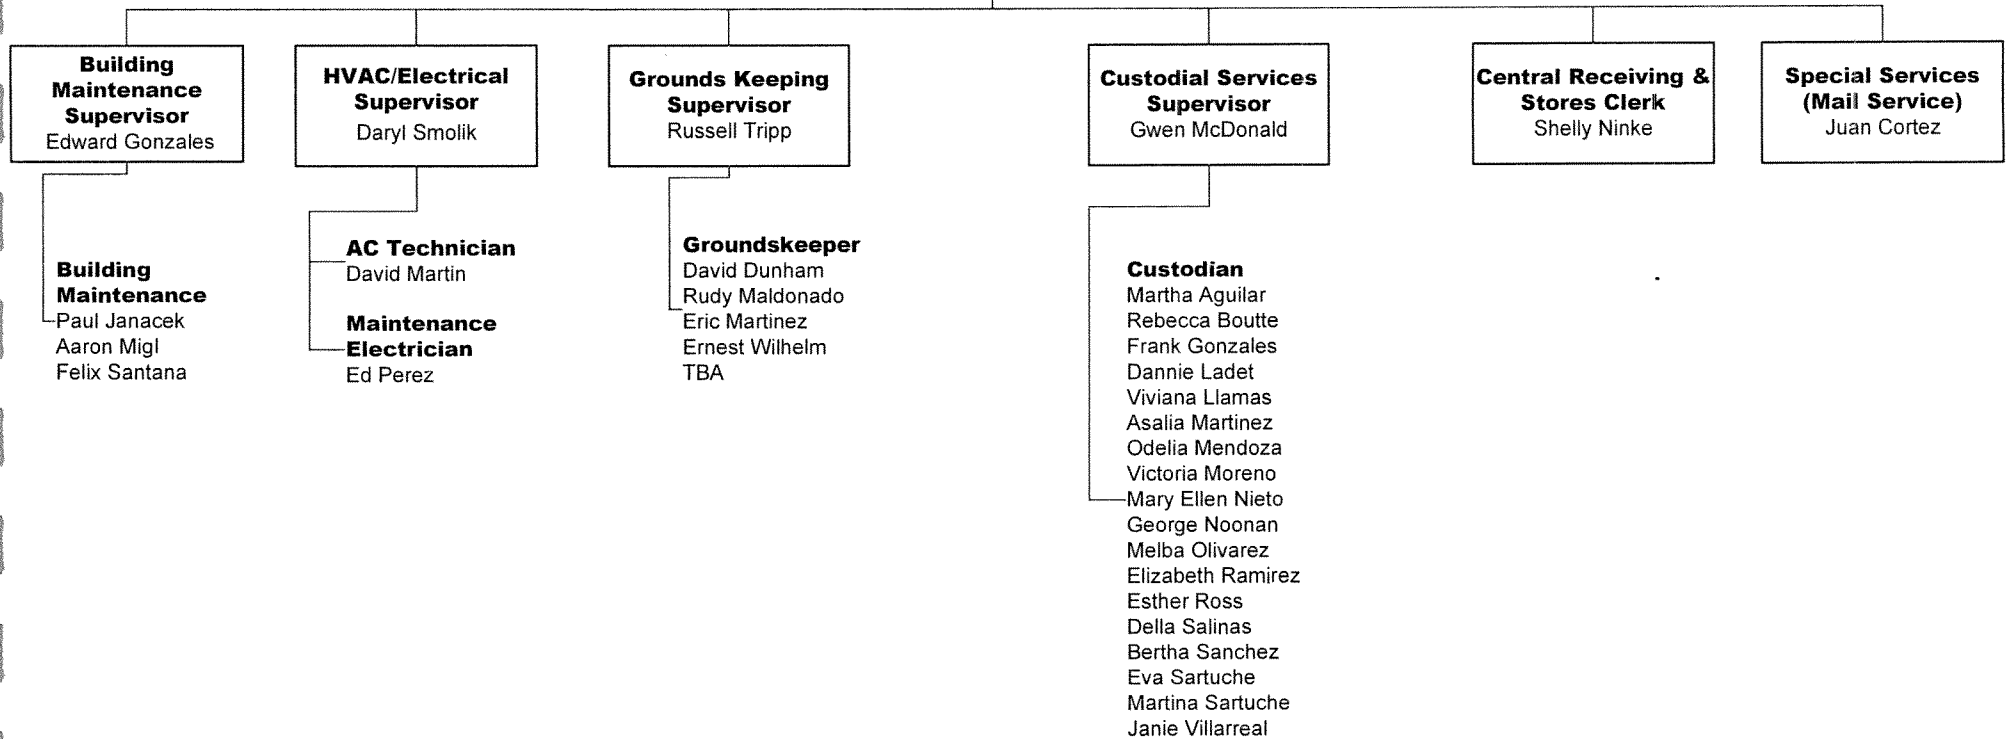 Building
Maintenance
Supervisor
Edward Gonzales
HVAC/Electrical
Supervisor
Daryl Smolik
Grounds Keeping
Supervisor
Russell Tripp
Custodial Services
Supervisor
Gwen McDonald
Central Receiving &
Stores Clerk
Shelly Ninke
Special Services
(Mail Service)
Juan Cortez
Building
Maintenance
Paul Janacek
Aaron Migl
Felix Santana
AC Technician
David Martin
Maintenance
Electrician
Ed Perez
Groundskeeper
David Dunham
Rudy Maldonado
Eric Martinez
Ernest Wilhelm
TBA
Custodian
Martha Aguilar
Rebecca Boutte
Frank Gonzales
Dannie Ladet
Viviana Llamas
Asalia Martinez
Odelia Mendoza
Victoria Moreno
Mary Ellen Nieto
George Noonan
Melba Olivarez
Elizabeth Ramirez
Esther Ross
Della Salinas
Bertha Sanchez
Eva Sartuche
Martina Sartuche
Janie Villarreal